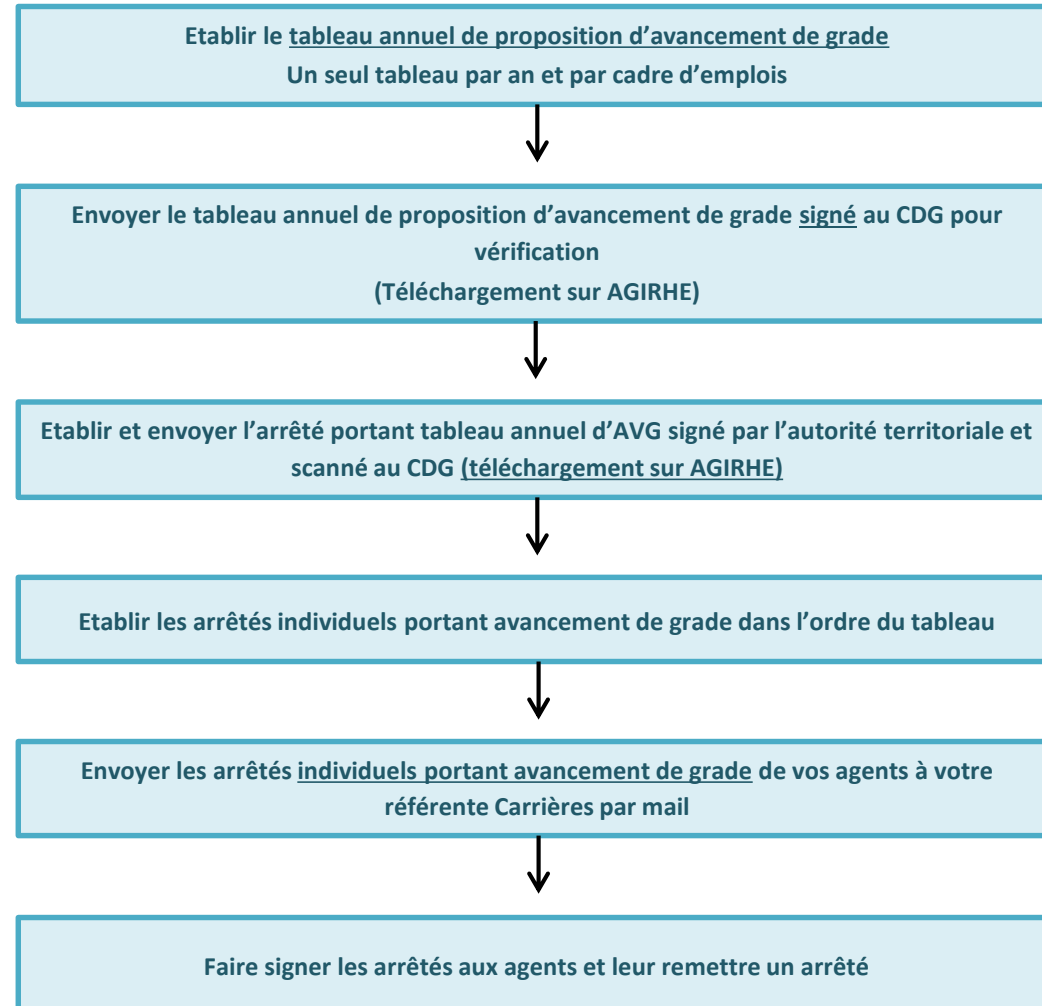 Etablir le tableau annuel de proposition d’avancement de grade
Un seul tableau par an et par cadre d’emplois
Envoyer le tableau annuel de proposition d’avancement de grade signé au CDG pour
vérification
(Téléchargement sur AGIRHE)
Etablir et envoyer l’arrêté portant tableau annuel d’AVG signé par l’autorité territoriale et
scanné au CDG (téléchargement sur AGIRHE)
Etablir les arrêtés individuels portant avancement de grade dans l’ordre du tableau
Envoyer les arrêtés individuels portant avancement de grade de vos agents à votre
référente Carrières par mail
Faire signer les arrêtés aux agents et leur remettre un arrêté